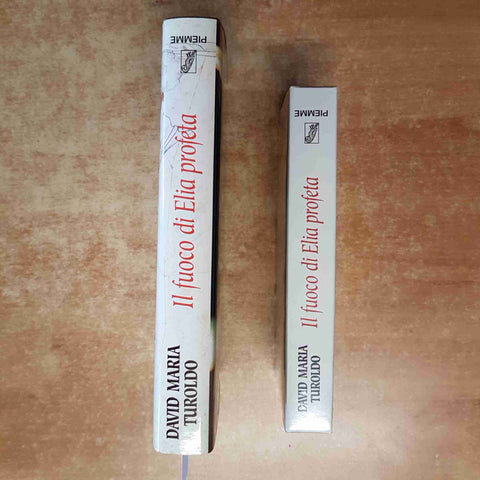 DAVID MARIA
TUROLDO
Il fuoco di Elia profeta
PIEMME
DAVID MARIA
TUROLDO
Il fuoco di Elia profeta
PIEMME